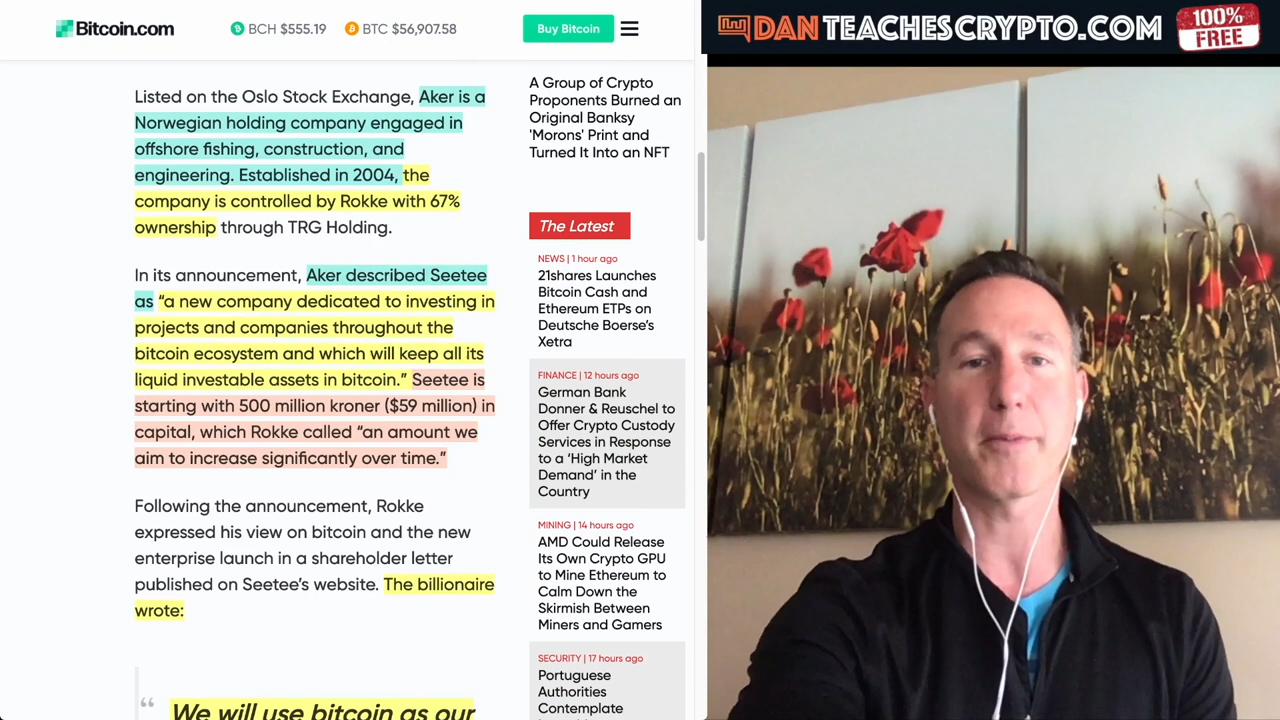 Bitcoin.com
BCH $555.19
BTC $56,907.58
Buy Bitcoin
DANTEACHESCRYPTO.COM
100%
FREE
Listed on the Oslo Stock Exchange, Aker is a
Norwegian holding company engaged in
offshore fishing, construction, and
engineering. Established in 2004, the
company is controlled by Rokke with 67%
ownership through TRG Holding.
In its announcement, Aker described Seetee
as “a new company dedicated to investing in
projects and companies throughout the
bitcoin ecosystem and which will keep all its
liquid investable assets in bitcoin.” Seetee is
starting with 500 million kroner ($59 million) in
capital, which Rokke called “an amount we
aim to increase significantly over time.”
Following the announcement, Rokke
expressed his view on bitcoin and the new
enterprise launch in a shareholder letter
published on Seetee’s website. The billionaire
wrote:
“ We will use bitcoin as our
A Group of Crypto
Proponents Burned an
Original Banksy
'Morons' Print and
Turned It Into an NFT
The Latest
NEWS | 1 hour ago
21shares Launches
Bitcoin Cash and
Ethereum ETPs on
Deutsche Boerse’s
Xetra
FINANCE | 12 hours ago
German Bank
Donner & Reuschel to
Offer Crypto Custody
Services in Response
to a ‘High Market
Demand’ in the
Country
MINING | 14 hours ago
AMD Could Release
Its Own Crypto GPU
to Mine Ethereum to
Calm Down the
Skirmish Between
Miners and Gamers
SECURITY | 17 hours ago
Portuguese
Authorities
Contemplate